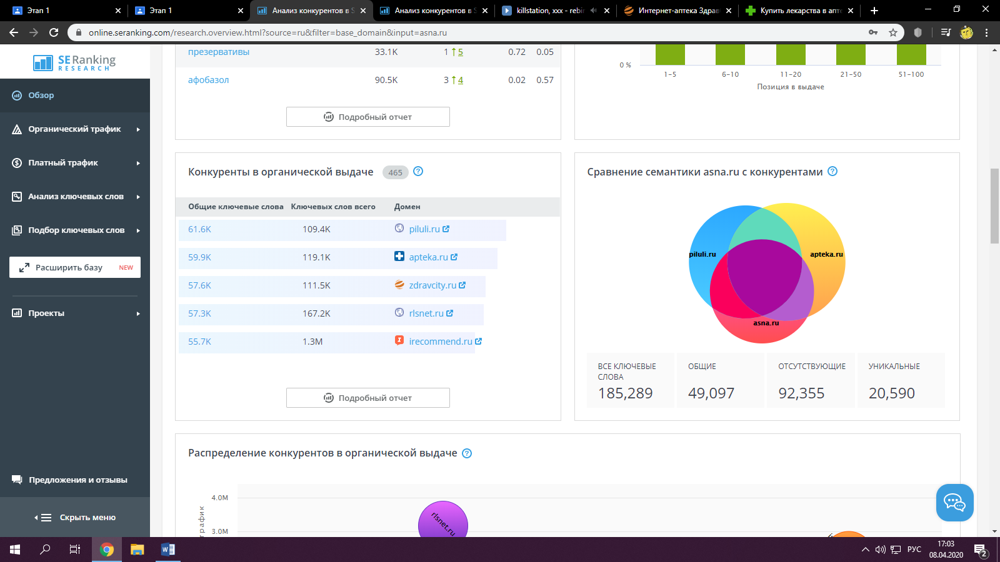 Этап 1
Этап 1
Анализ конкурентов в S
Анализ конкурентов в S
killstation, xxx - rebi
Интернет-аптека Здрав
Купить лекарства в апте
online.seranking.com/research.overview.html?source=ru&filter=base_domain&input=asna.ru
SE Ranking
RESEARCH
Обзор
Органический трафик
Платный трафик
Анализ ключевых слов
Подбор ключевых слов
Расширить базу NEW
Проекты
Предложения и отзывы
Скрыть меню
презервативы 33.1K 1 ↑ 5 0.72 0.05
афобазол 90.5K 3 ↑ 4 0.02 0.57
Подробный отчет
0 %
1–5 6–10 11–20 21–50 51–100
Позиция в выдаче
Конкуренты в органической выдаче 465 ?
Общие ключевые слова Ключевых слов всего Домен
61.6K 109.4K piluli.ru
59.9K 119.1K apteka.ru
57.6K 111.5K zdravcity.ru
57.3K 167.2K rlsnet.ru
55.7K 1.3M irecommend.ru
Подробный отчет
Сравнение семантики asna.ru с конкурентами ?
piluli.ru
apteka.ru
asna.ru
ВСЕ КЛЮЧЕВЫЕ СЛОВА
185,289
ОБЩИЕ
49,097
ОТСУТСТВУЮЩИЕ
92,355
УНИКАЛЬНЫЕ
20,590
Распределение конкурентов в органической выдаче ?
4.0M
3.0M
график
rlsnet.ru
РУС
17:03
08.04.2020
2